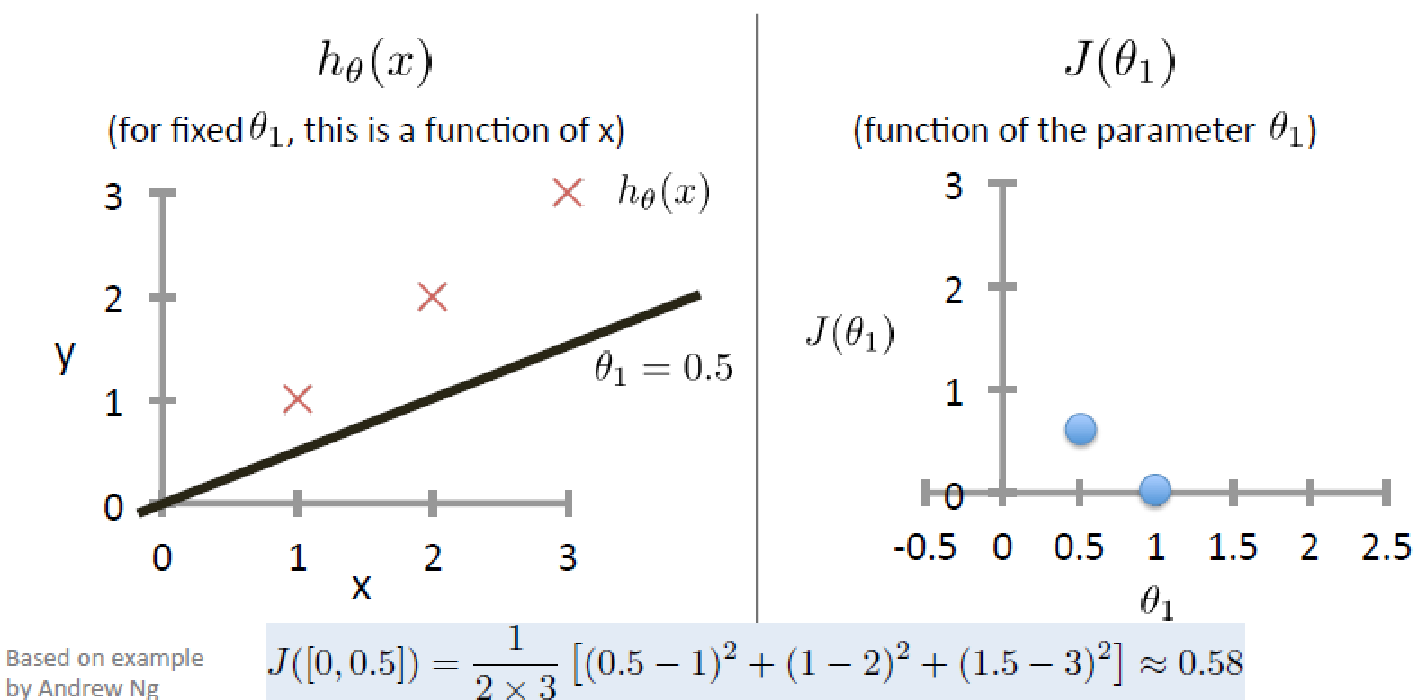 hθ(x)
(for fixed θ₁, this is a function of x)
3
2
1
0
y
0 1 2 3
x
hθ(x)
θ₁ = 0.5
J(θ₁)
(function of the parameter θ₁)
3
2
1
0
J(θ₁)
-0.5 0 0.5 1 1.5 2 2.5
θ₁
Based on example
by Andrew Ng
J([0, 0.5]) = 1/(2 × 3) [(0.5 − 1)² + (1 − 2)² + (1.5 − 3)²] ≈ 0.58